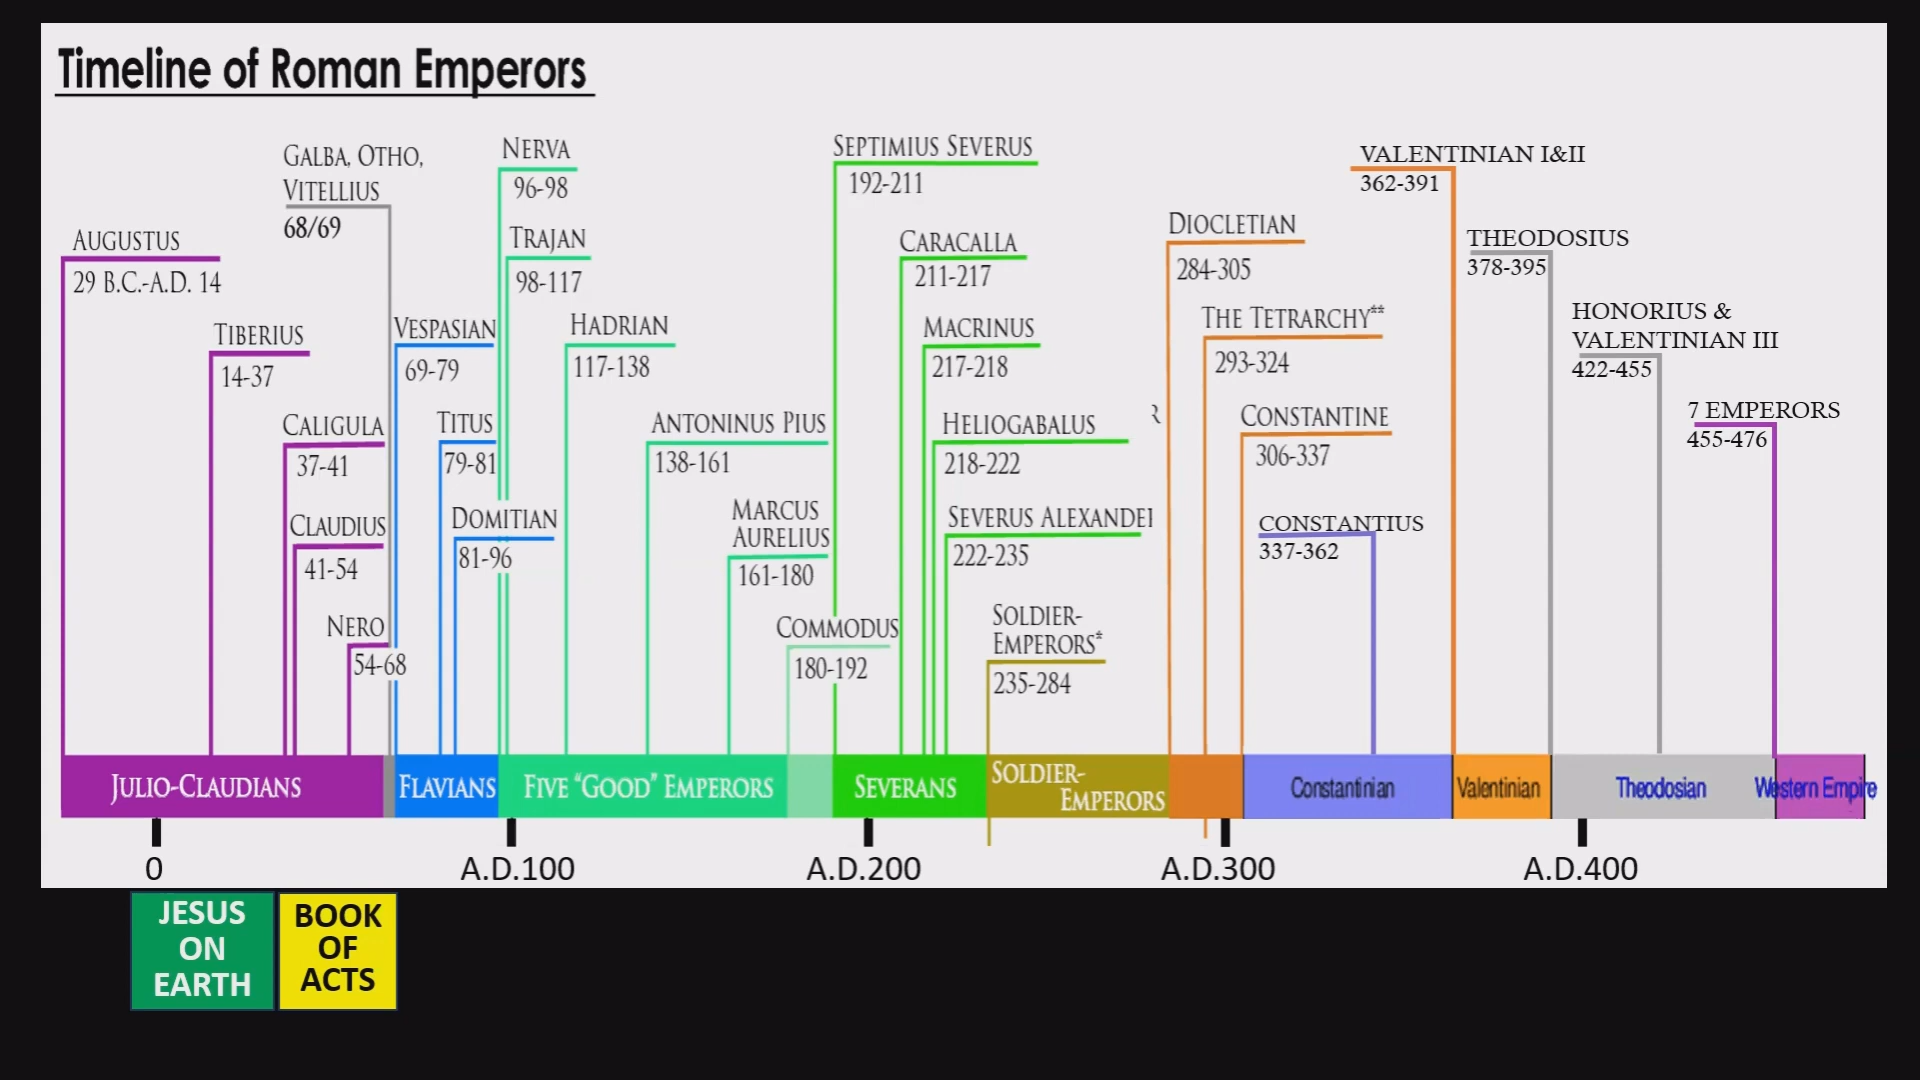 Timeline of Roman Emperors
AUGUSTUS
29 B.C.-A.D. 14
TIBERIUS
14-37
CALIGULA
37-41
CLAUDIUS
41-54
NERO
54-68
GALBA, OTHO,
VITELLIUS
68/69
VESPASIAN
69-79
TITUS
79-81
DOMITIAN
81-96
NERVA
96-98
TRAJAN
98-117
HADRIAN
117-138
ANTONINUS PIUS
138-161
MARCUS
AURELIUS
161-180
COMMODUS
180-192
SEPTIMIUS SEVERUS
192-211
CARACALLA
211-217
MACRINUS
217-218
HELIOGABALUS
218-222
SEVERUS ALEXANDE
222-235
SOLDIER-
EMPERORS*
235-284
R
DIOCLETIAN
284-305
THE TETRARCHY**
293-324
CONSTANTINE
306-337
CONSTANTIUS
337-362
VALENTINIAN I&II
362-391
THEODOSIUS
378-395
HONORIUS &
VALENTINIAN III
422-455
7 EMPERORS
455-476
JULIO-CLAUDIANS
FLAVIANS
FIVE “GOOD” EMPERORS
SEVERANS
SOLDIER-
EMPERORS
Constantinian
Valentinian
Theodosian
Western Empire
0
A.D.100
A.D.200
A.D.300
A.D.400
JESUS
ON
EARTH
BOOK
OF
ACTS